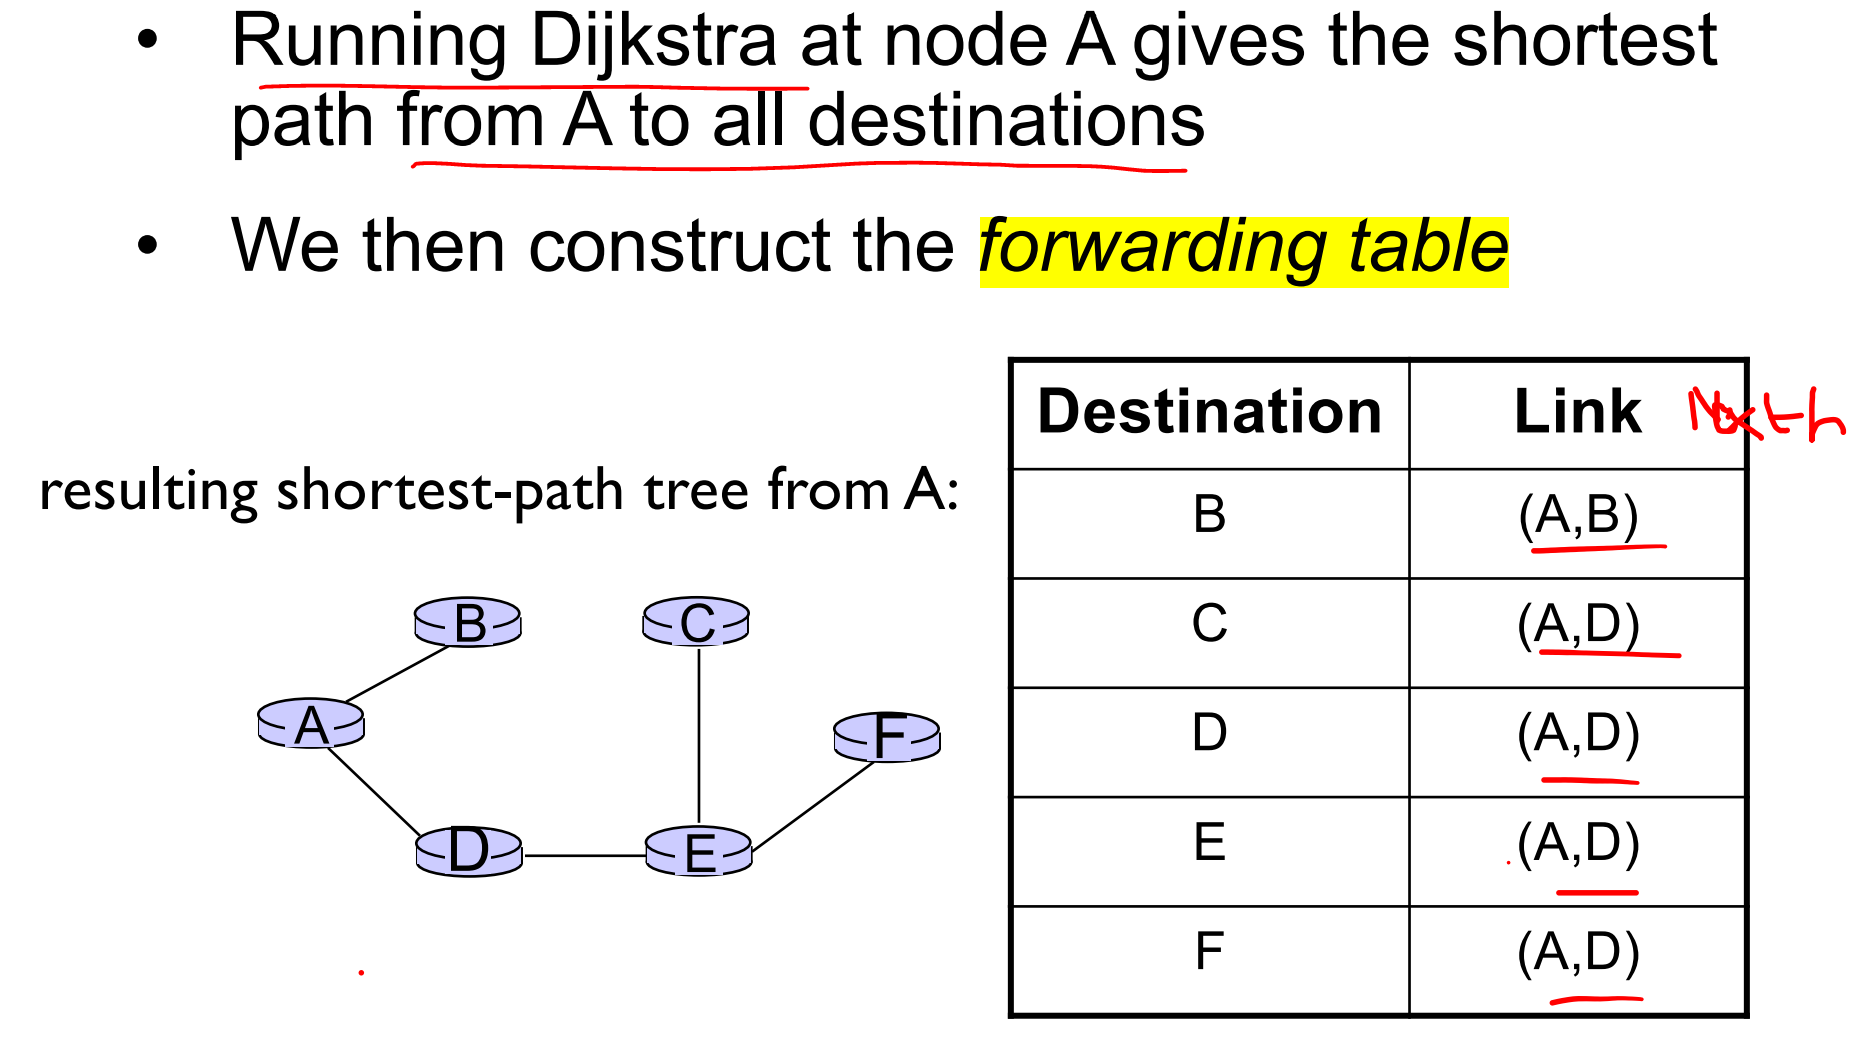 • Running Dijkstra at node A gives the shortest
path from A to all destinations
• We then construct the forwarding table
resulting shortest-path tree from A:
B
C
A
F
D
E
Destination Link
B (A,B)
C (A,D)
D (A,D)
E (A,D)
F (A,D)